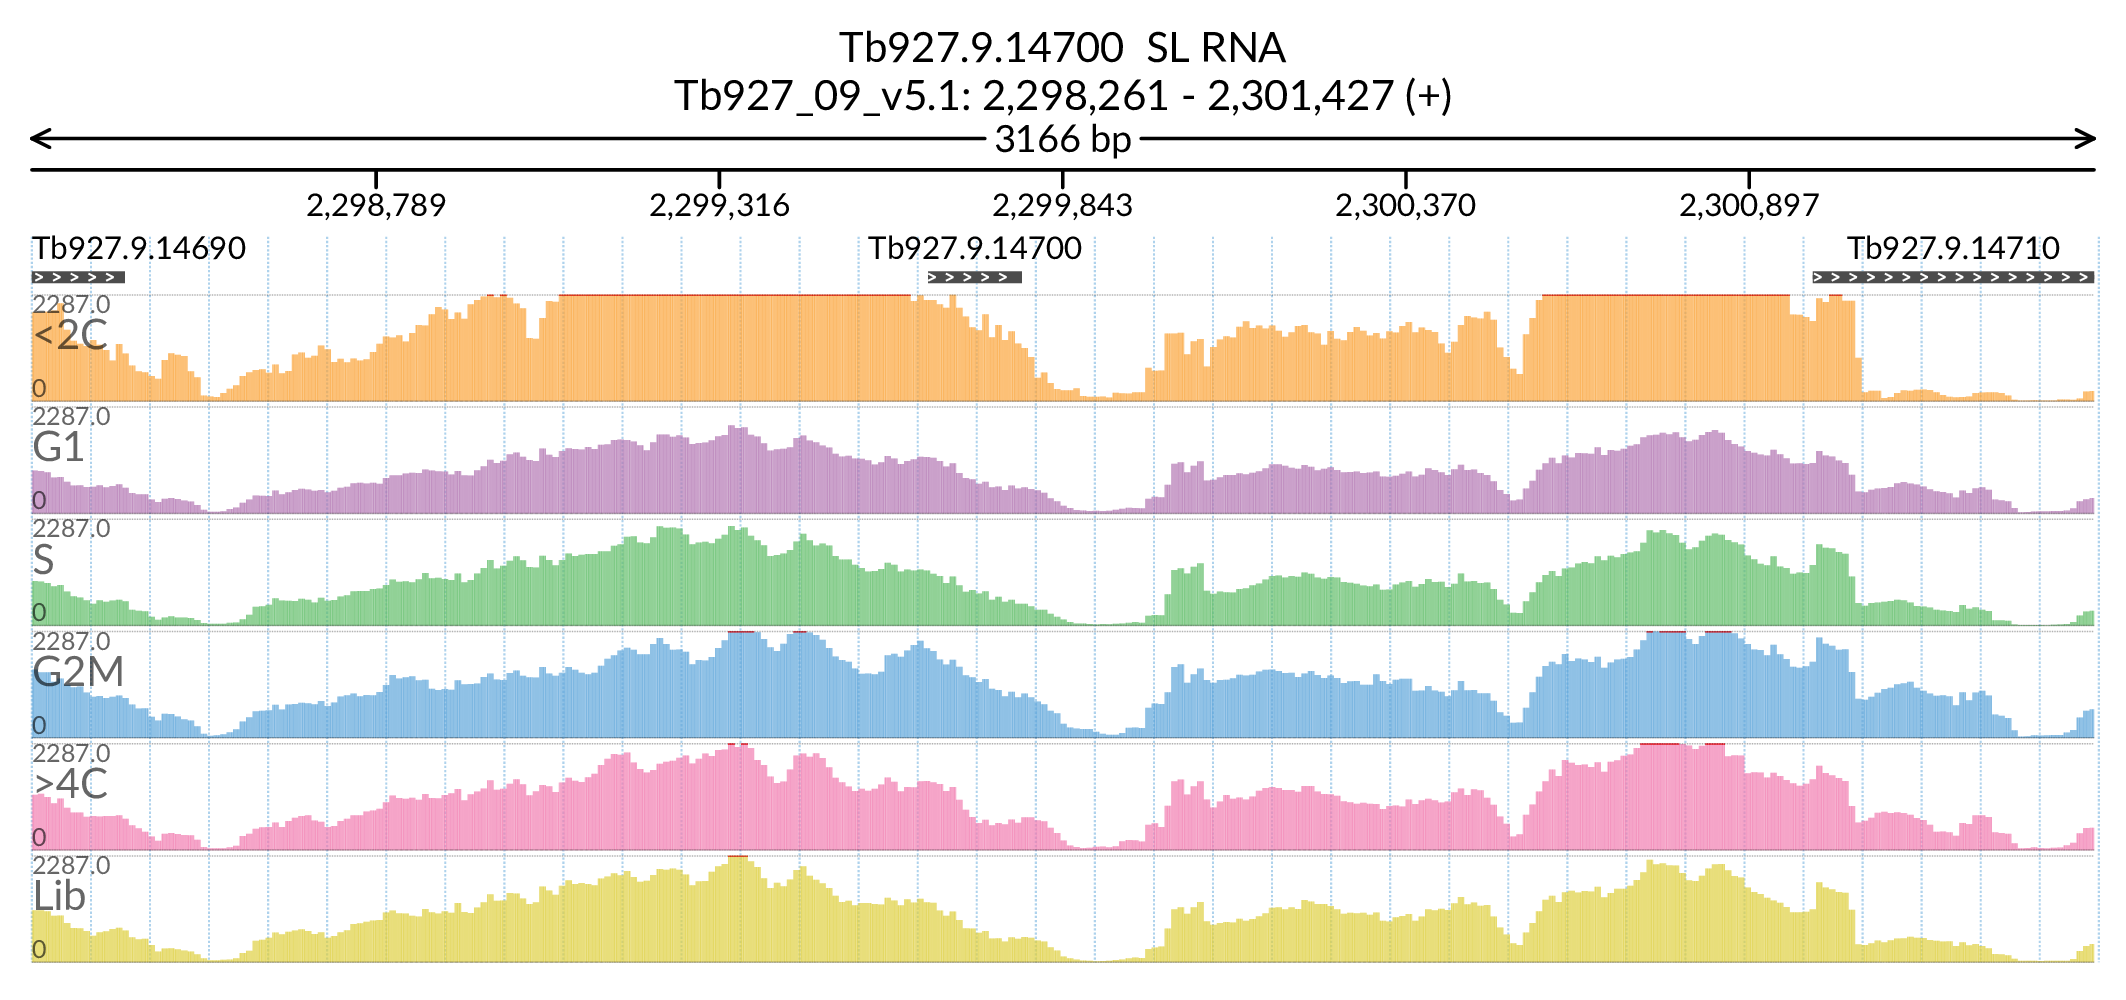 Tb927.9.14700  SL RNA
Tb927_09_v5.1: 2,298,261 - 2,301,427 (+)
3166 bp
2,298,789 2,299,316 2,299,843 2,300,370 2,300,897
Tb927.9.14690 Tb927.9.14700 Tb927.9.14710
2287.0
<2C
0
2287.0
G1
0
2287.0
S
0
2287.0
G2M
0
2287.0
>4C
0
2287.0
Lib
0